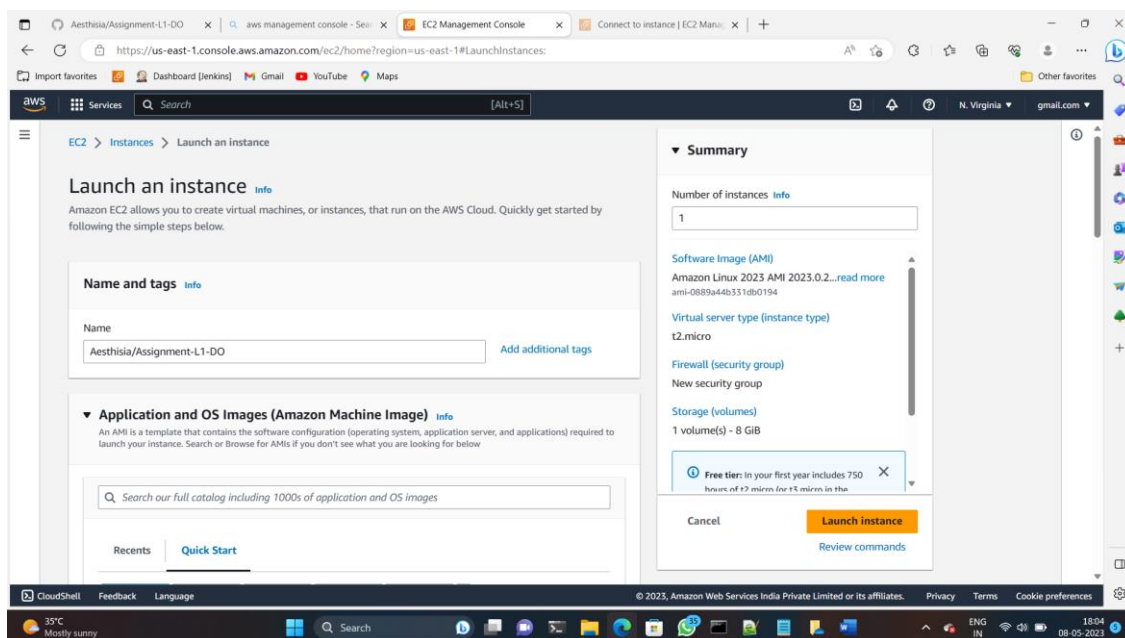 Aesthisia/Assignment-L1-DO
aws management console - Sear
EC2 Management Console
Connect to instance | EC2 Manag
https://us-east-1.console.aws.amazon.com/ec2/home?region=us-east-1#LaunchInstances:
Import favorites
Dashboard [Jenkins]
Gmail
YouTube
Maps
Other favorites
aws
Services
Search
[Alt+S]
N. Virginia
gmail.com
EC2 > Instances > Launch an instance
Launch an instance Info
Amazon EC2 allows you to create virtual machines, or instances, that run on the AWS Cloud. Quickly get started by
following the simple steps below.
Name and tags Info
Name
Aesthisia/Assignment-L1-DO
Add additional tags
Application and OS Images (Amazon Machine Image) Info
An AMI is a template that contains the software configuration (operating system, application server, and applications) required to
launch your instance. Search or Browse for AMIs if you don't see what you are looking for below
Search our full catalog including 1000s of application and OS images
Recents
Quick Start
Summary
Number of instances Info
1
Software Image (AMI)
Amazon Linux 2023 AMI 2023.0.2...read more
ami-0889a44b331db0194
Virtual server type (instance type)
t2.micro
Firewall (security group)
New security group
Storage (volumes)
1 volume(s) - 8 GiB
Free tier: In your first year includes 750
hours of t2.micro (or t3.micro in the
Cancel
Launch instance
Review commands
CloudShell
Feedback
Language
© 2023, Amazon Web Services India Private Limited or its affiliates.
Privacy
Terms
Cookie preferences
35°C
Mostly sunny
Search
35
ENG
IN
18:04
08-05-2023